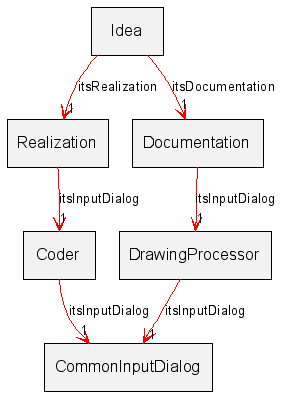 Idea
itsRealization
itsDocumentation
1
1
Realization
Documentation
itsInputDialog
itsInputDialog
1
1
Coder
DrawingProcessor
itsInputDialog
itsInputDialog
1
1
CommonInputDialog